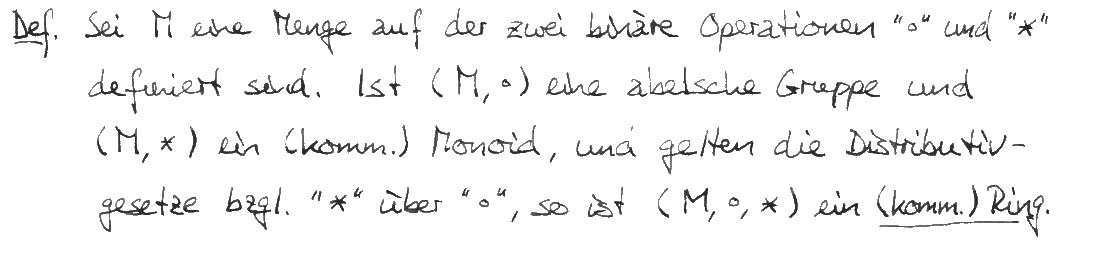 Def. Sei M eine Menge auf der zwei binäre Operationen "∘" und "*"
definiert sind. Ist (M, ∘) eine abelsche Gruppe und
(M, *) ein (komm.) Monoid, und gelten die Distributiv-
gesetze bzgl. "*" über "∘", so ist (M, ∘, *) ein (komm.) Ring.